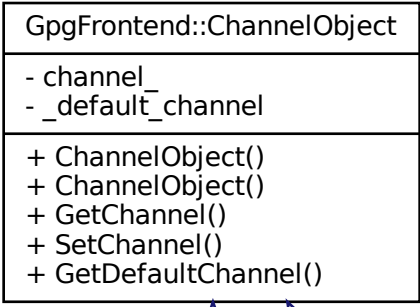 GpgFrontend::ChannelObject
- channel_
- _default_channel
+ ChannelObject()
+ ChannelObject()
+ GetChannel()
+ SetChannel()
+ GetDefaultChannel()